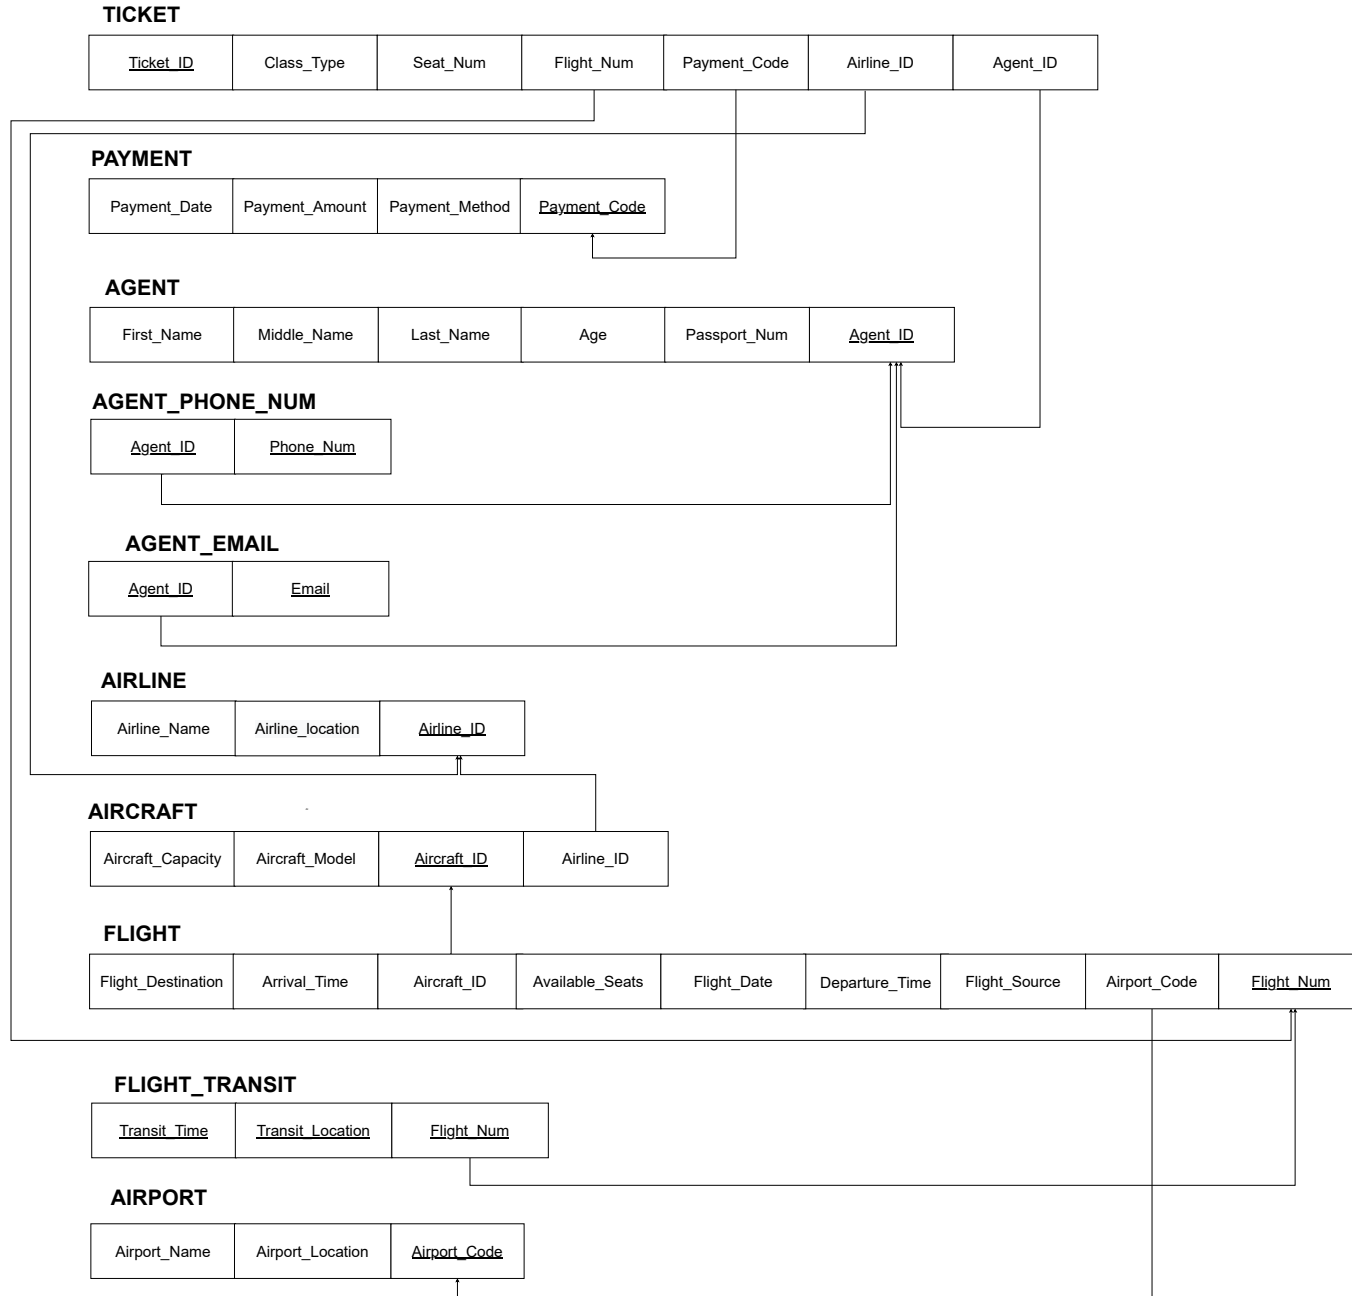 TICKET
Ticket_ID Class_Type Seat_Num Flight_Num Payment_Code Airline_ID Agent_ID
PAYMENT
Payment_Date Payment_Amount Payment_Method Payment_Code
AGENT
First_Name Middle_Name Last_Name Age Passport_Num Agent_ID
AGENT_PHONE_NUM
Agent_ID Phone_Num
AGENT_EMAIL
Agent_ID Email
AIRLINE
Airline_Name Airline_location Airline_ID
AIRCRAFT
Aircraft_Capacity Aircraft_Model Aircraft_ID Airline_ID
FLIGHT
Flight_Destination Arrival_Time Aircraft_ID Available_Seats Flight_Date Departure_Time Flight_Source Airport_Code Flight_Num
FLIGHT_TRANSIT
Transit_Time Transit_Location Flight_Num
AIRPORT
Airport_Name Airport_Location Airport_Code